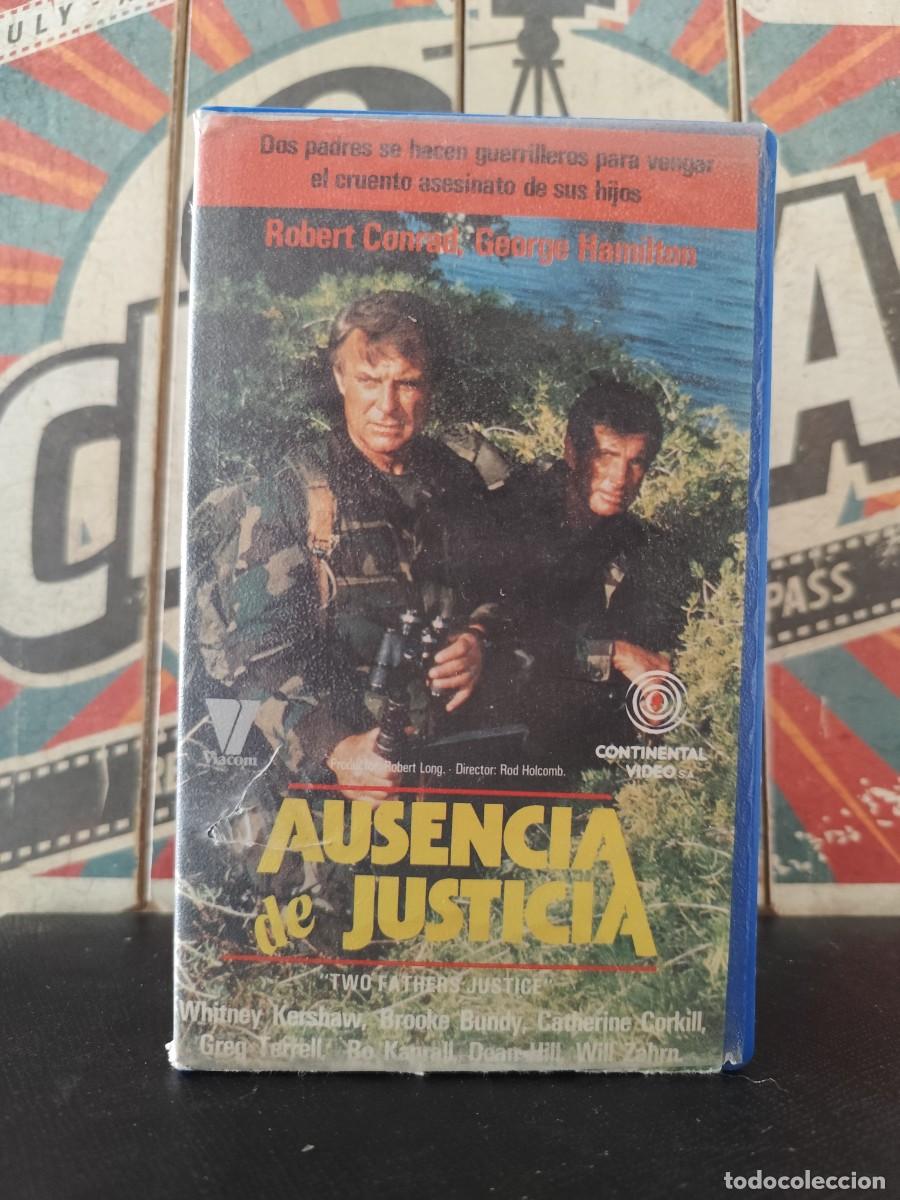 JULY
Dos padres se hacen guerrilleros para vengar
el cruento asesinato de sus hijos
Robert Conrad, George Hamilton
PASS
Viacom
CONTINENTAL
VIDEO S.A.
Productor: Robert Long. - Director: Rod Holcomb.
AUSENCIA
de JUSTICIA
"TWO FATHERS JUSTICE"
Whitney Kershaw, Brooke Bundy, Catherine Corkill,
Greg Terrell, Bo Kanrall, Dean Hill, Will Zahrn.
todocoleccion